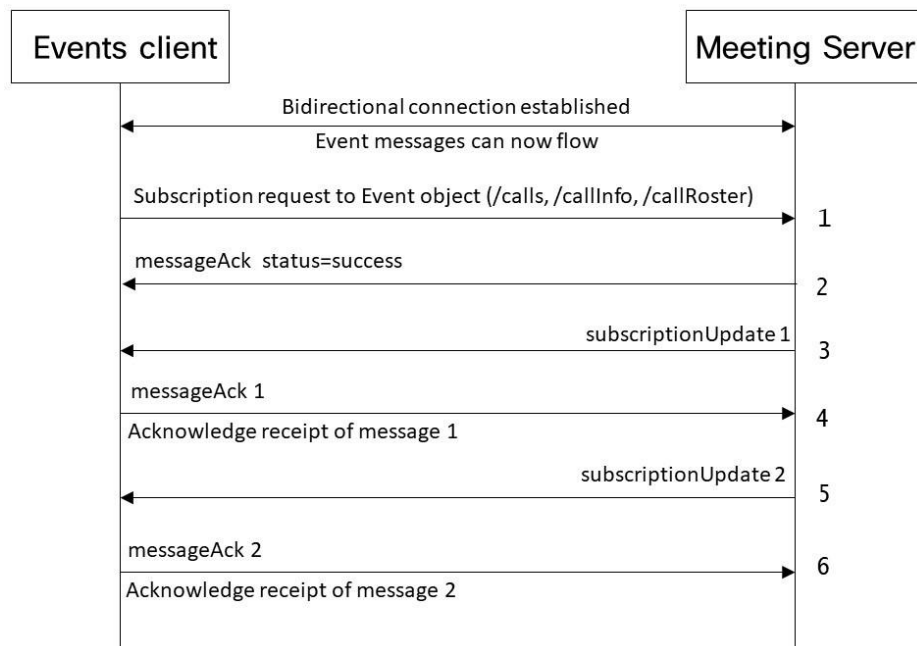 Events client
Meeting Server
Bidirectional connection established
Event messages can now flow
Subscription request to Event object (/calls, /callInfo, /callRoster)
1
messageAck status=success
2
subscriptionUpdate 1
3
messageAck 1
4
Acknowledge receipt of message 1
subscriptionUpdate 2
5
messageAck 2
6
Acknowledge receipt of message 2